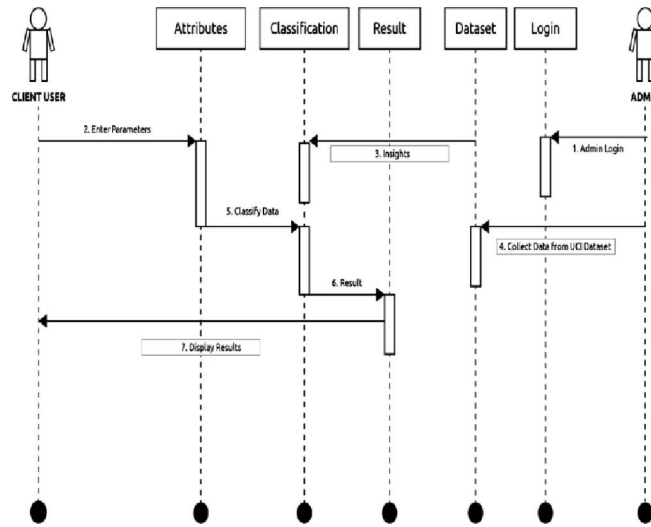 Attributes
Classification
Result
Dataset
Login
CLIENT USER
ADM
2. Enter Parameters
3. Insights
1. Admin Login
5. Classify Data
4. Collect Data from UCI Dataset
6. Result
7. Display Results